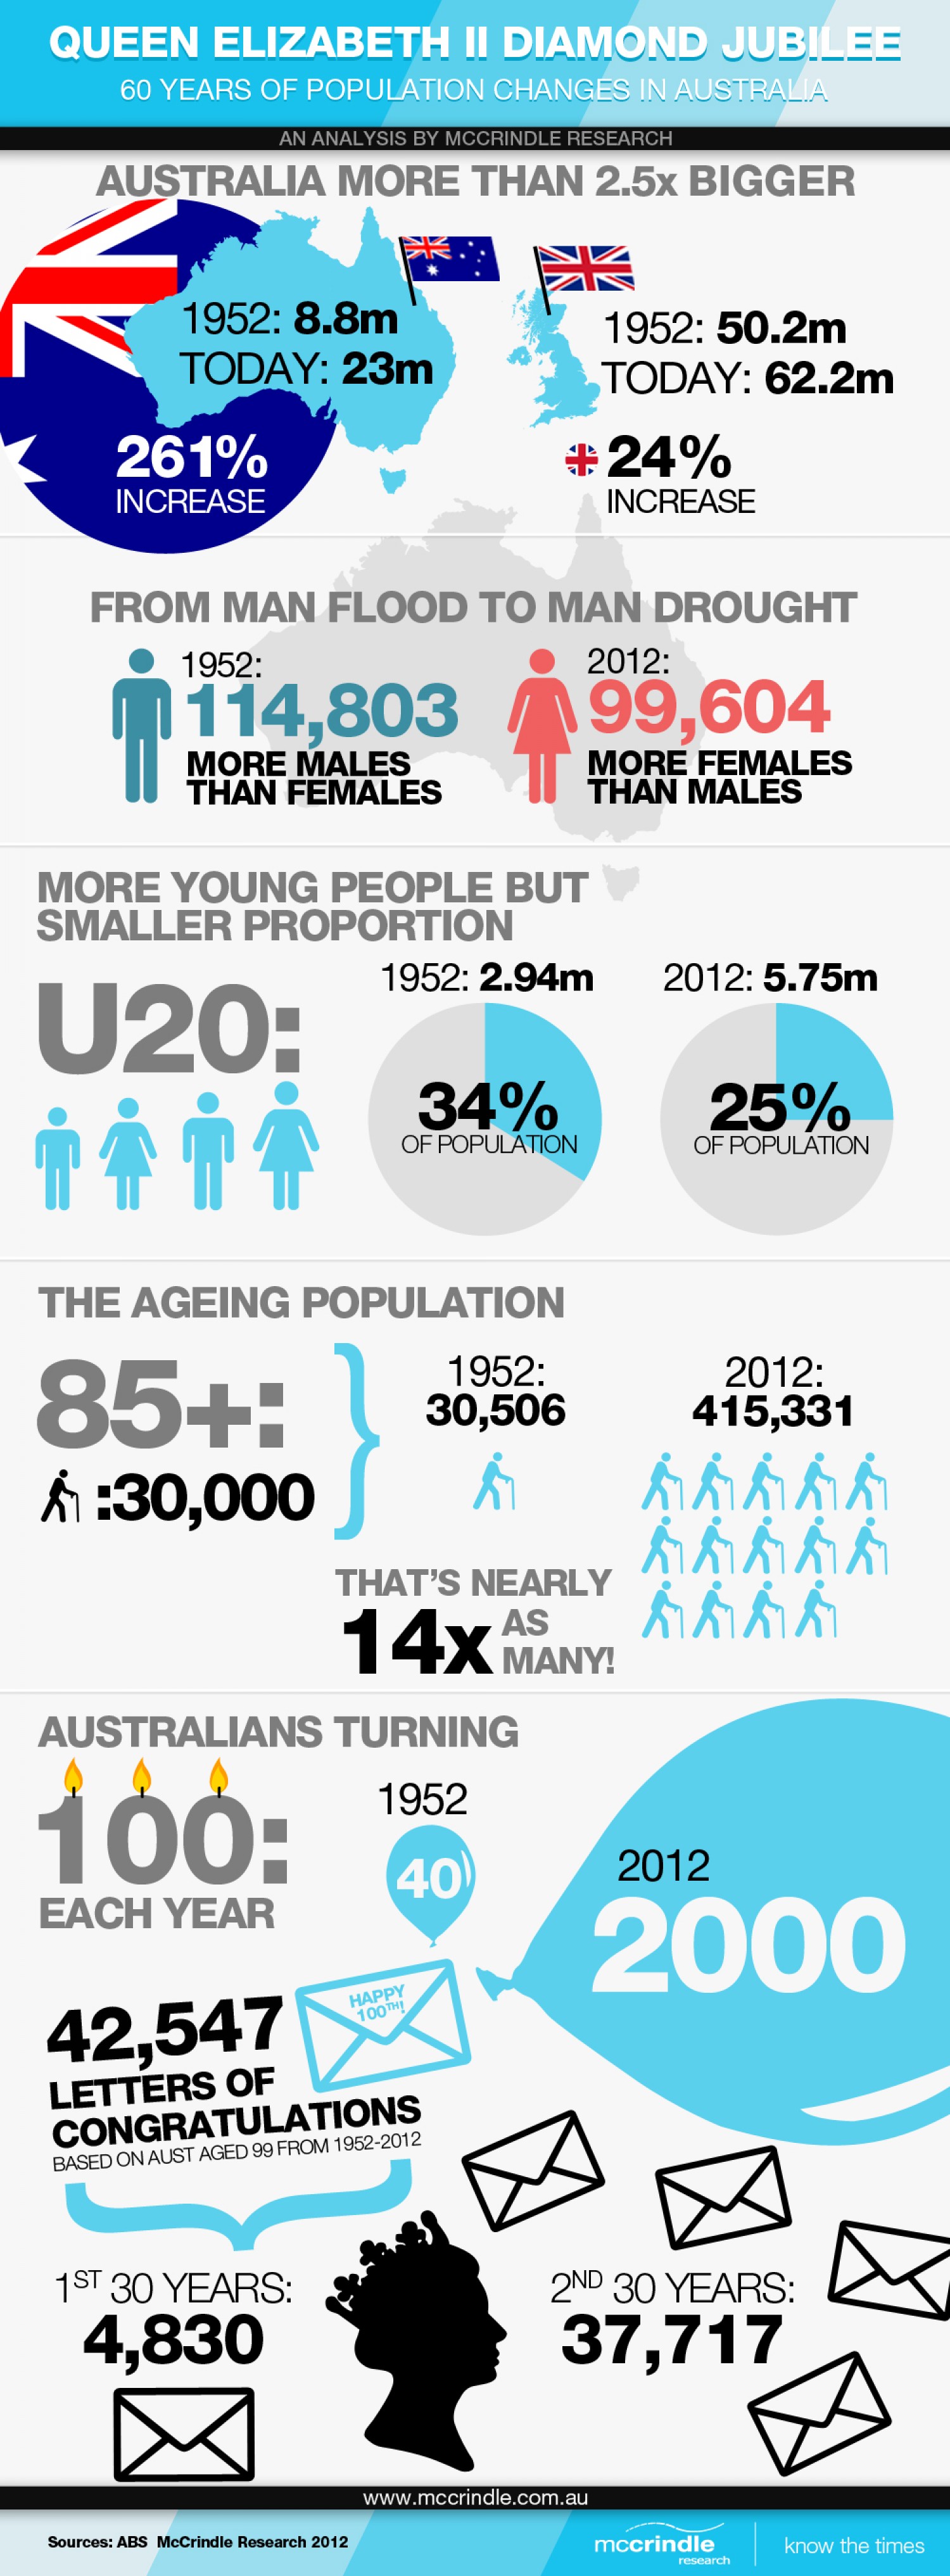 QUEEN ELIZABETH II DIAMOND JUBILEE
60 YEARS OF POPULATION CHANGES IN AUSTRALIA
AN ANALYSIS BY MCCRINDLE RESEARCH
AUSTRALIA MORE THAN 2.5x BIGGER
1952: 8.8m
TODAY: 23m
261%
INCREASE
1952: 50.2m
TODAY: 62.2m
24%
INCREASE
FROM MAN FLOOD TO MAN DROUGHT
1952:
114,803
MORE MALES
THAN FEMALES
2012:
99,604
MORE FEMALES
THAN MALES
MORE YOUNG PEOPLE BUT
SMALLER PROPORTION
U20:
1952: 2.94m
34%
OF POPULATION
2012: 5.75m
25%
OF POPULATION
THE AGEING POPULATION
85+:
:30,000
1952:
30,506
2012:
415,331
THAT'S NEARLY
14x AS
MANY!
AUSTRALIANS TURNING
100:
EACH YEAR
1952
40
2012
2000
HAPPY
100TH!
42,547
LETTERS OF
CONGRATULATIONS
BASED ON AUST AGED 99 FROM 1952-2012
1ST 30 YEARS:
4,830
2ND 30 YEARS:
37,717
www.mccrindle.com.au
Sources: ABS McCrindle Research 2012
mccrindle
research
know the times